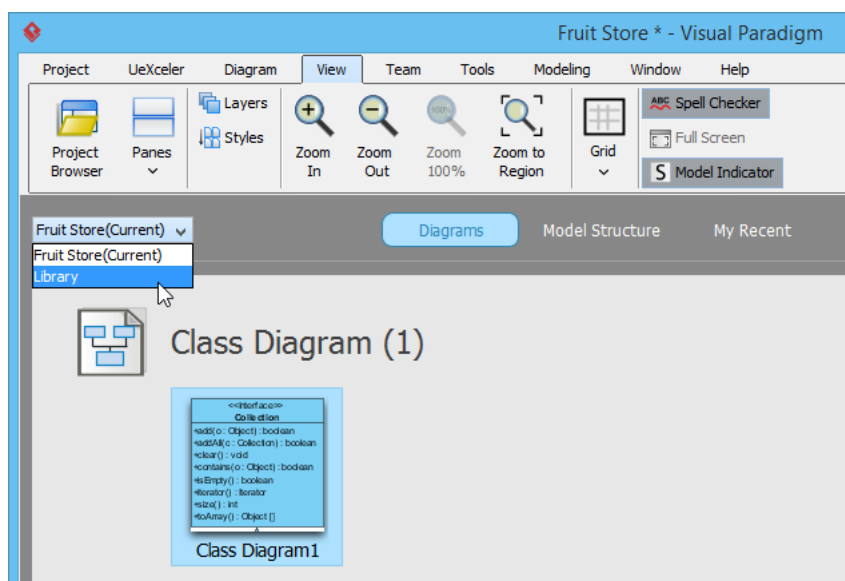 Fruit Store * - Visual Paradigm
Project UeXceler Diagram View Team Tools Modeling Window Help
Project Browser
Panes
Layers
Styles
Zoom In
Zoom Out
100%
Zoom 100%
Zoom to Region
Grid
ABC Spell Checker
Full Screen
S Model Indicator
Fruit Store(Current)
Diagrams Model Structure My Recent
Fruit Store(Current)
Library
Class Diagram (1)
<<interface>>
Collection
+add(o : Object) : boolean
+addAll(c : Collection) : boolean
+clear() : void
+contains(o : Object) : boolean
+isEmpty() : boolean
+iterator() : Iterator
+size() : int
+toArray() : Object []
Class Diagram1